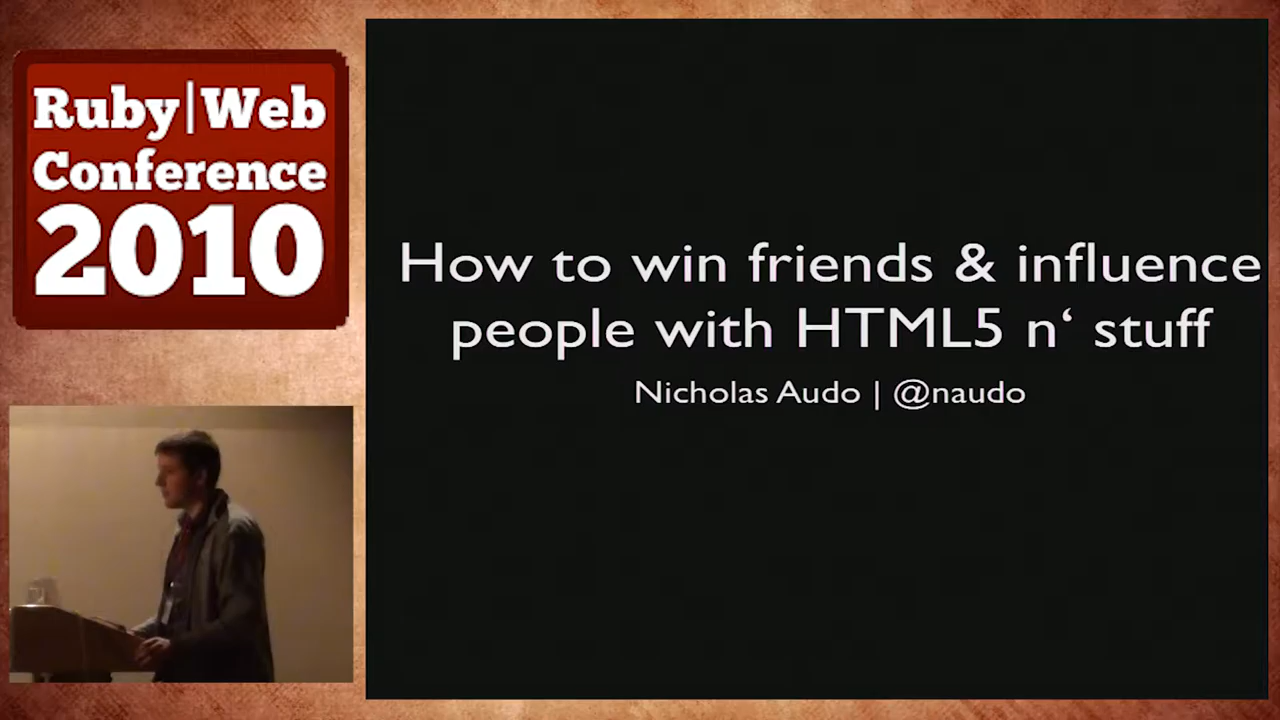 Ruby|Web
Conference
2010
How to win friends & influence
people with HTML5 n‘ stuff
Nicholas Audo | @naudo